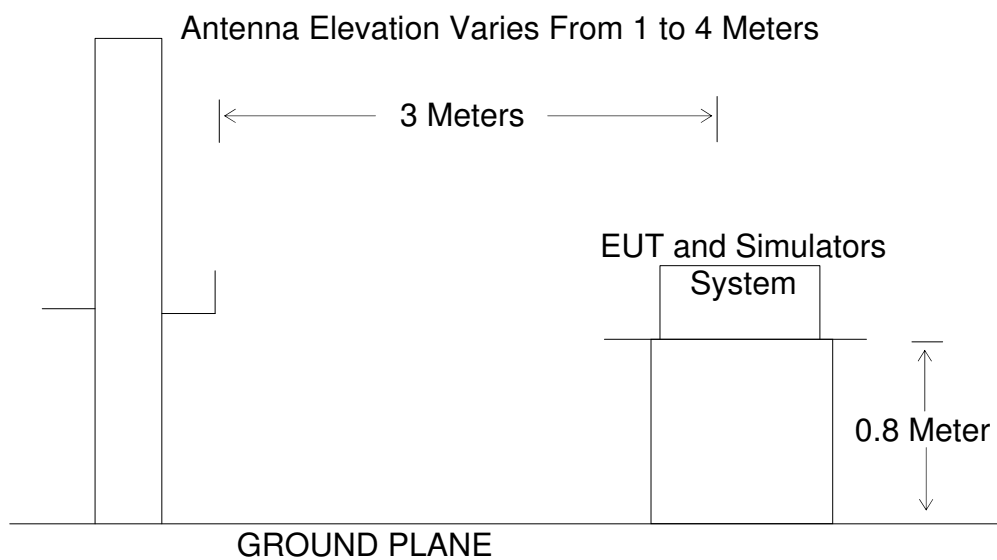 Antenna Elevation Varies From 1 to 4 Meters
3 Meters
EUT and Simulators
System
0.8 Meter
GROUND PLANE